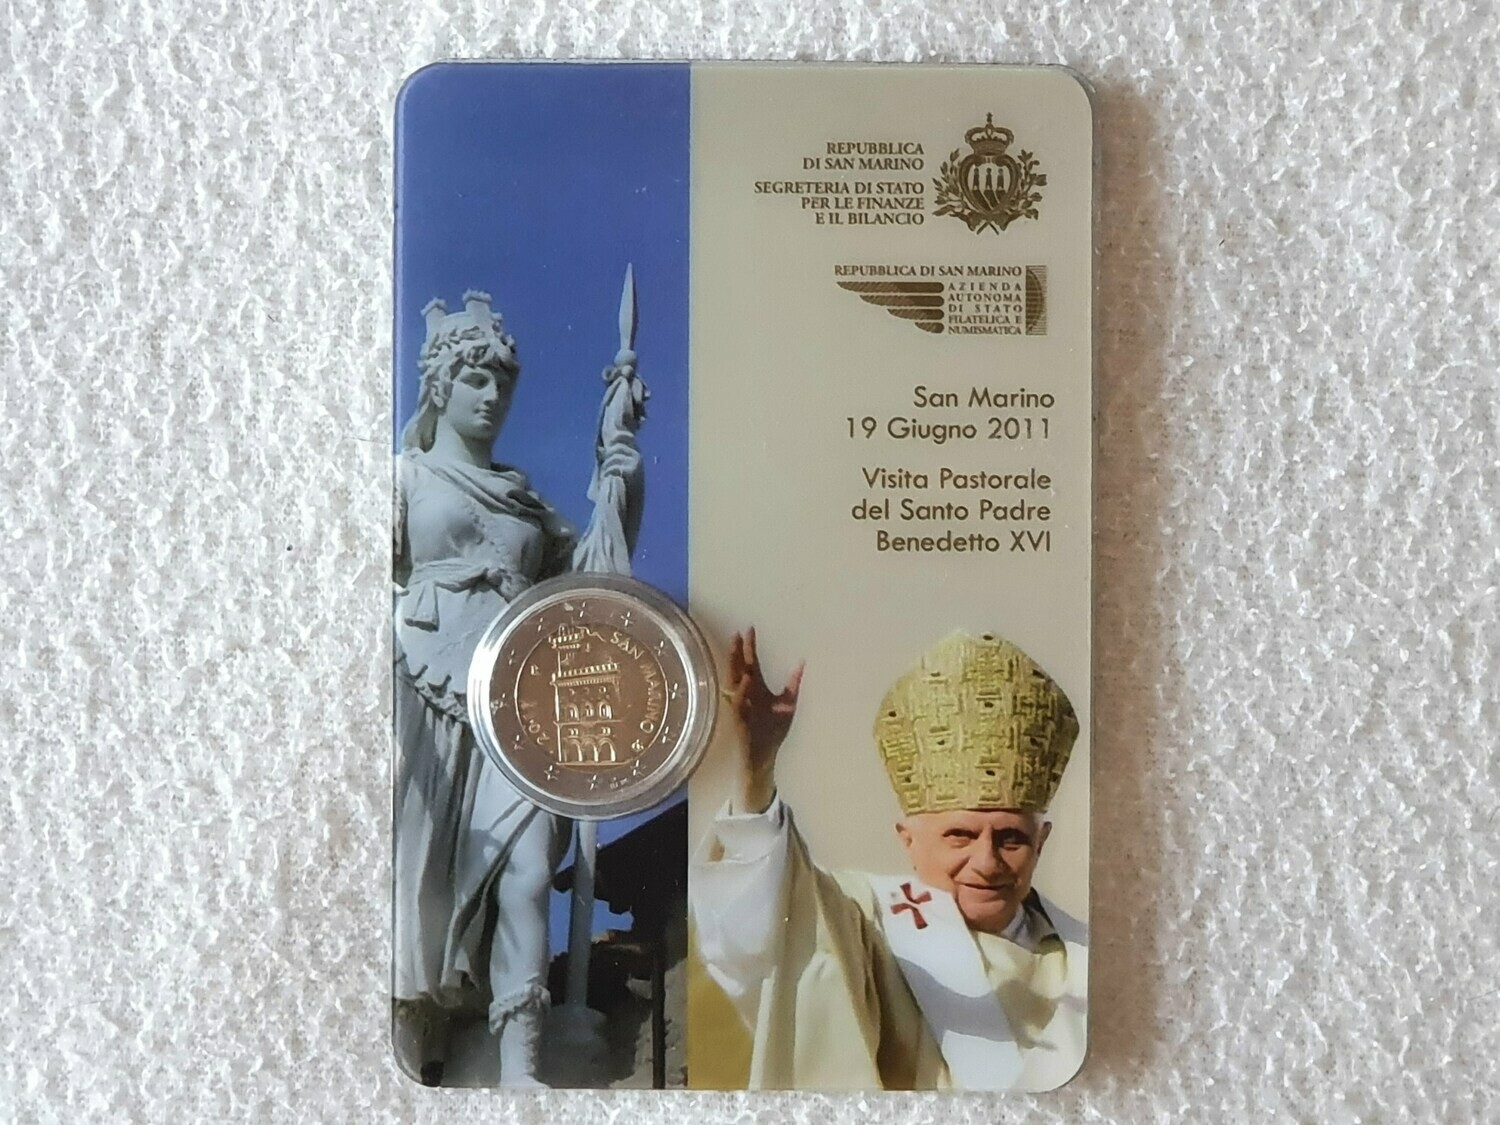 REPUBBLICA
DI SAN MARINO
SEGRETERIA DI STATO
PER LE FINANZE
E IL BILANCIO
REPUBBLICA DI SAN MARINO
AZIENDA
AUTONOMA
DI STATO
FILATELICA E
NUMISMATICA
San Marino
19 Giugno 2011
Visita Pastorale
del Santo Padre
Benedetto XVI
SAN MARINO
R
2011